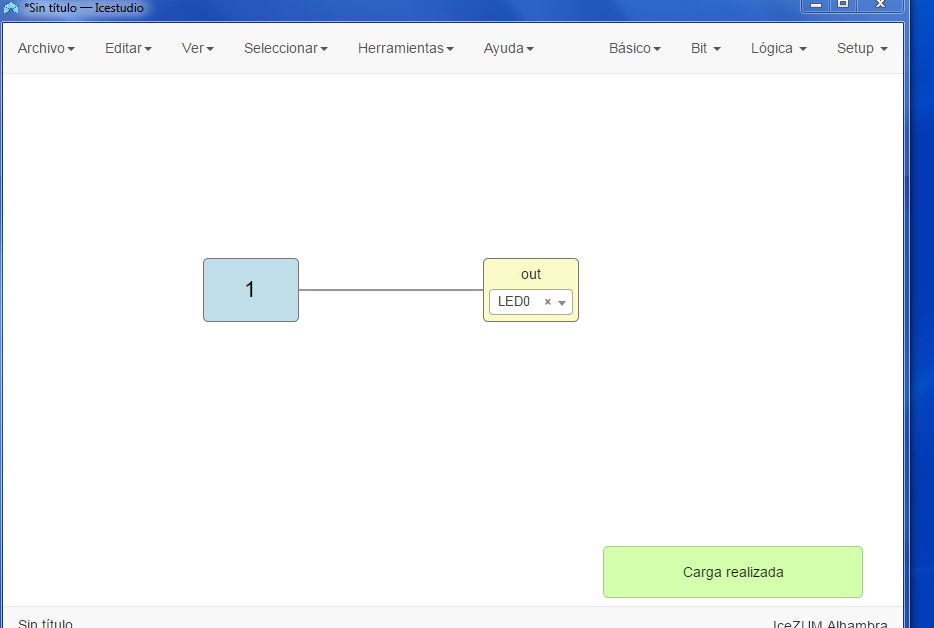 *Sin título — Icestudio
Archivo Editar Ver Seleccionar Herramientas Ayuda Básico Bit Lógica Setup
1
out
LED0 ×
Carga realizada
Sin título IceZUM Alhambra